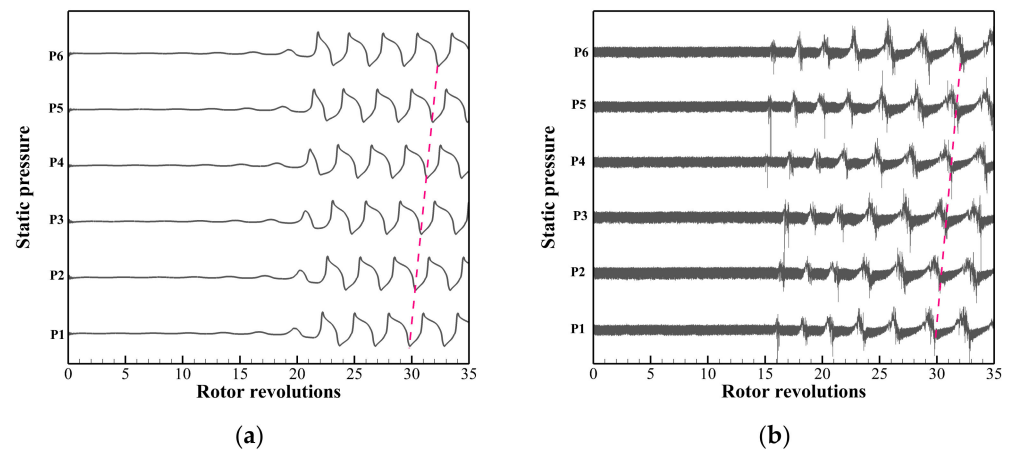 P6
P5
P4
P3
P2
P1
Static pressure
0 5 10 15 20 25 30 35
Rotor revolutions
(a)
P6
P5
P4
P3
P2
P1
Static pressure
0 5 10 15 20 25 30 35
Rotor revolutions
(b)